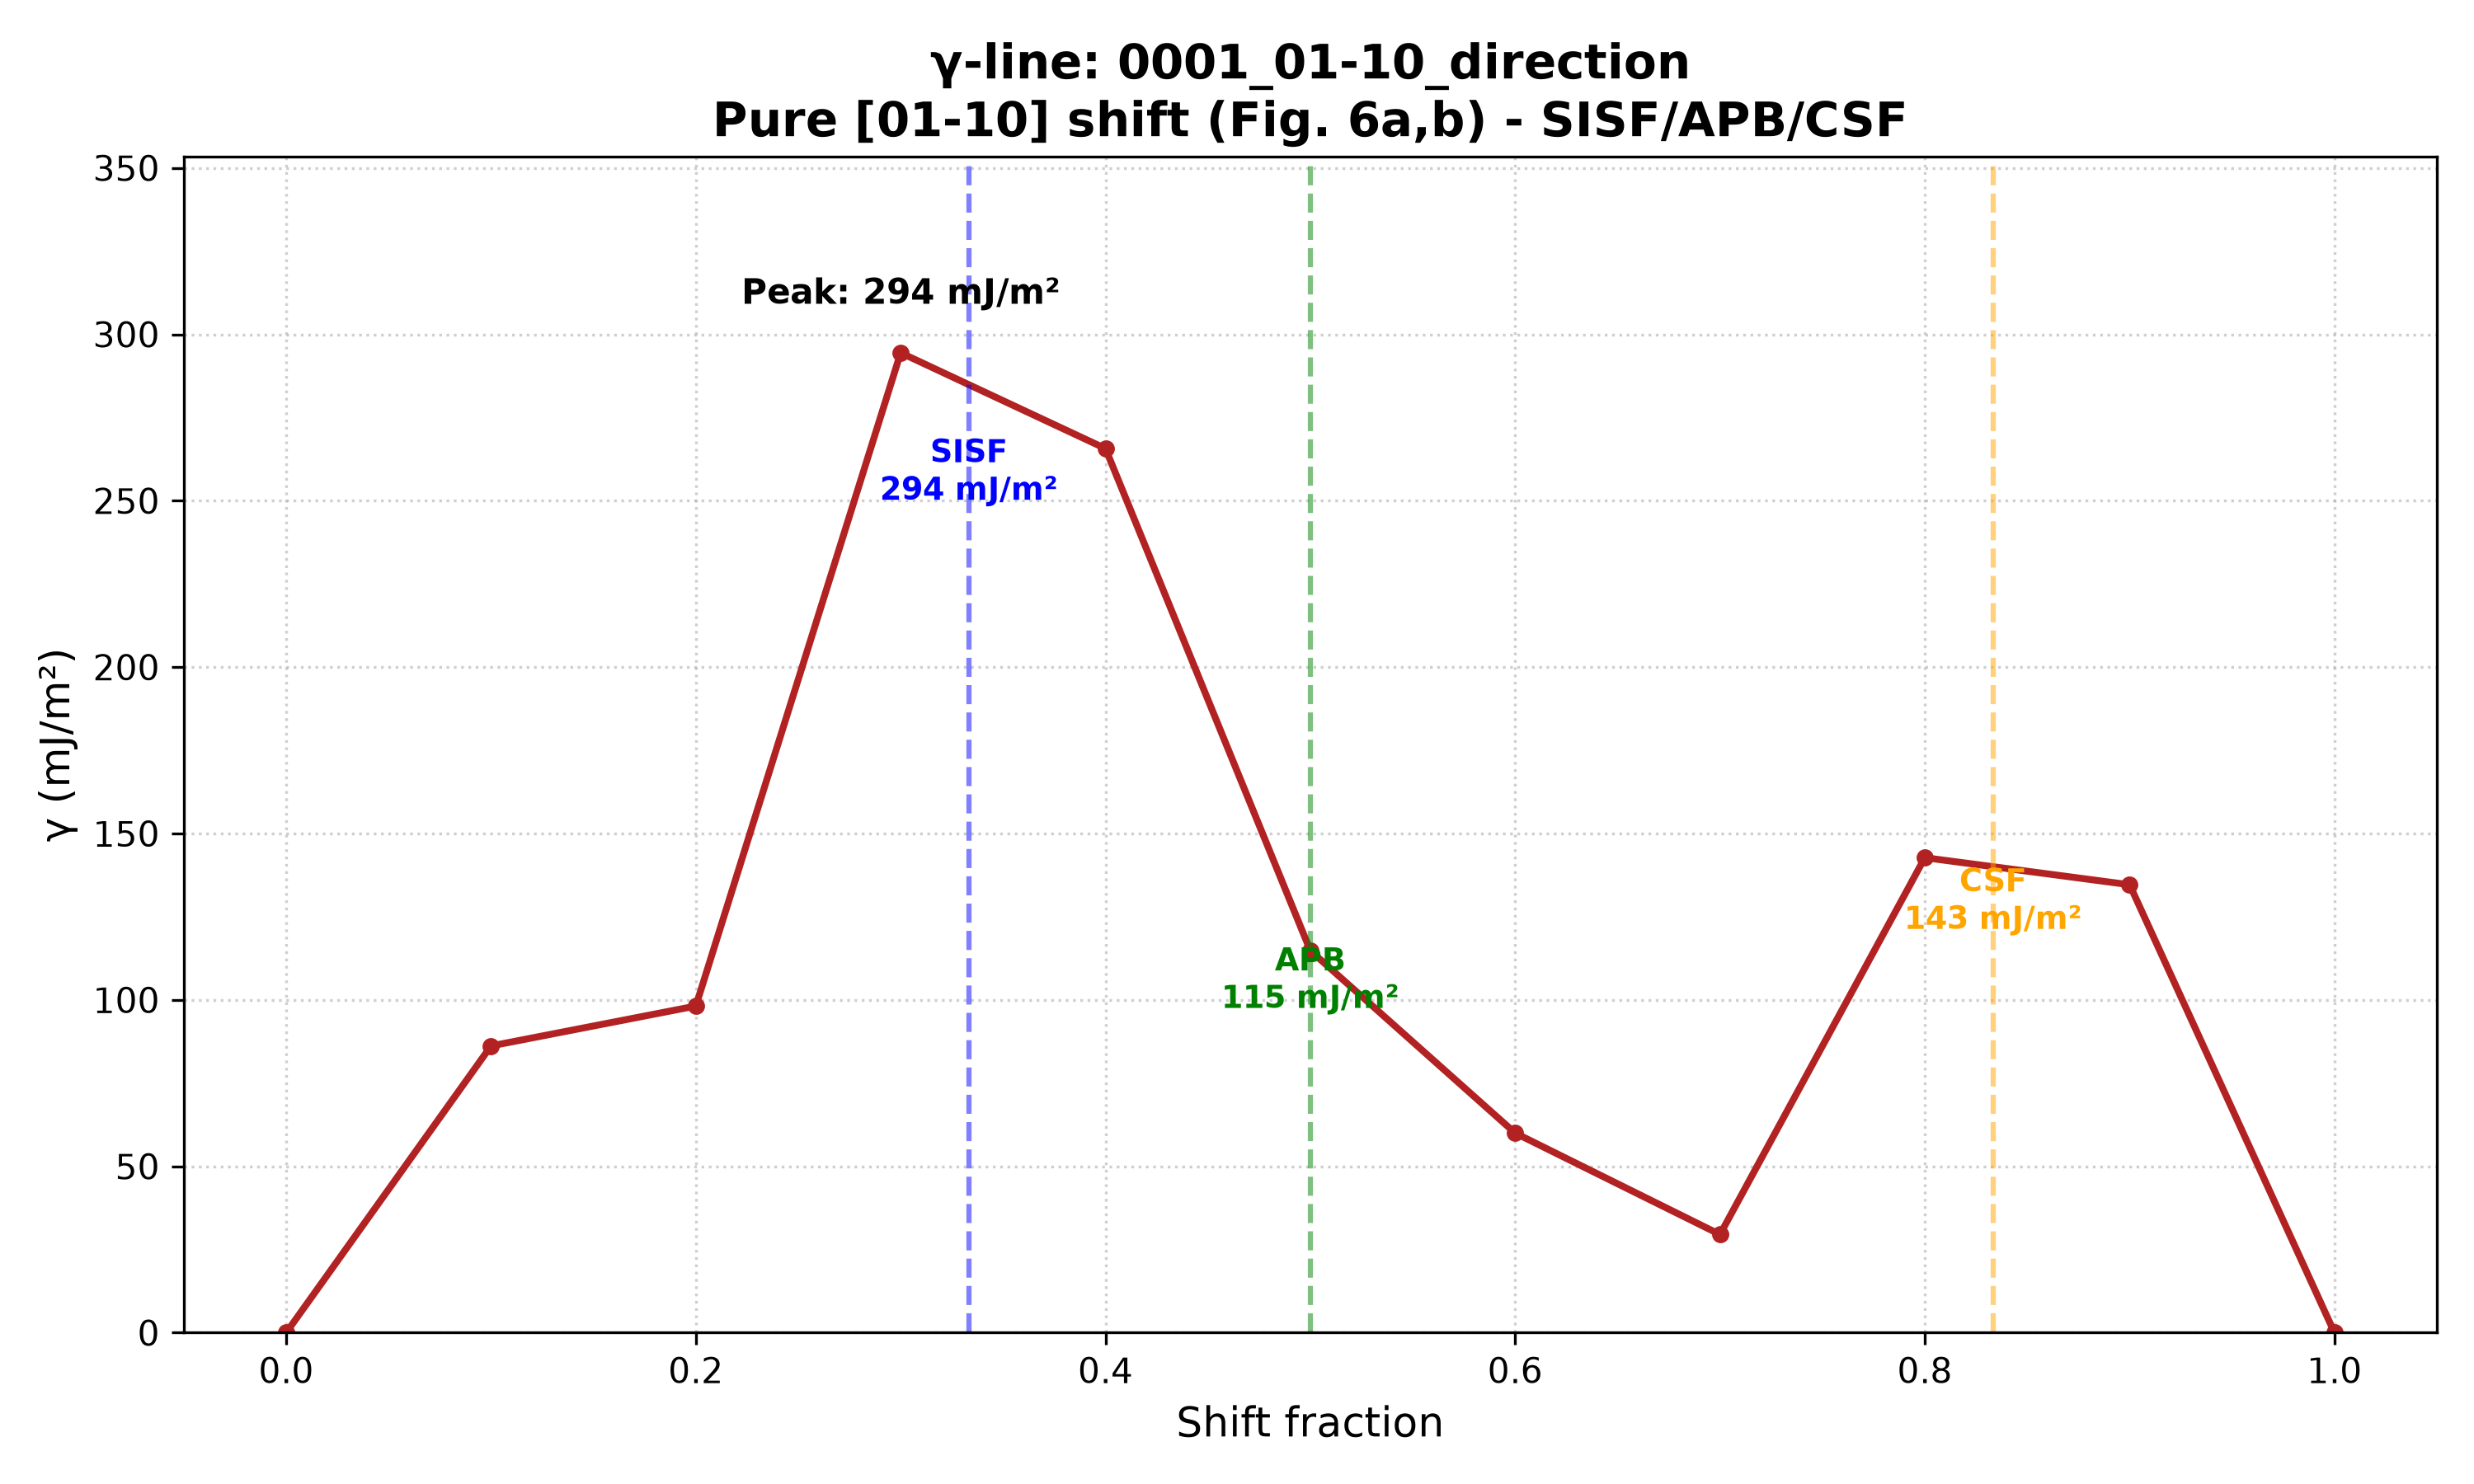 γ-line: 0001_01-10_direction
Pure [01-10] shift (Fig. 6a,b) - SISF/APB/CSF
350
300
250
200
150
100
50
0
γ (mJ/m²)
Peak: 294 mJ/m²
SISF
294 mJ/m²
APB
115 mJ/m²
CSF
143 mJ/m²
0.0 0.2 0.4 0.6 0.8 1.0
Shift fraction